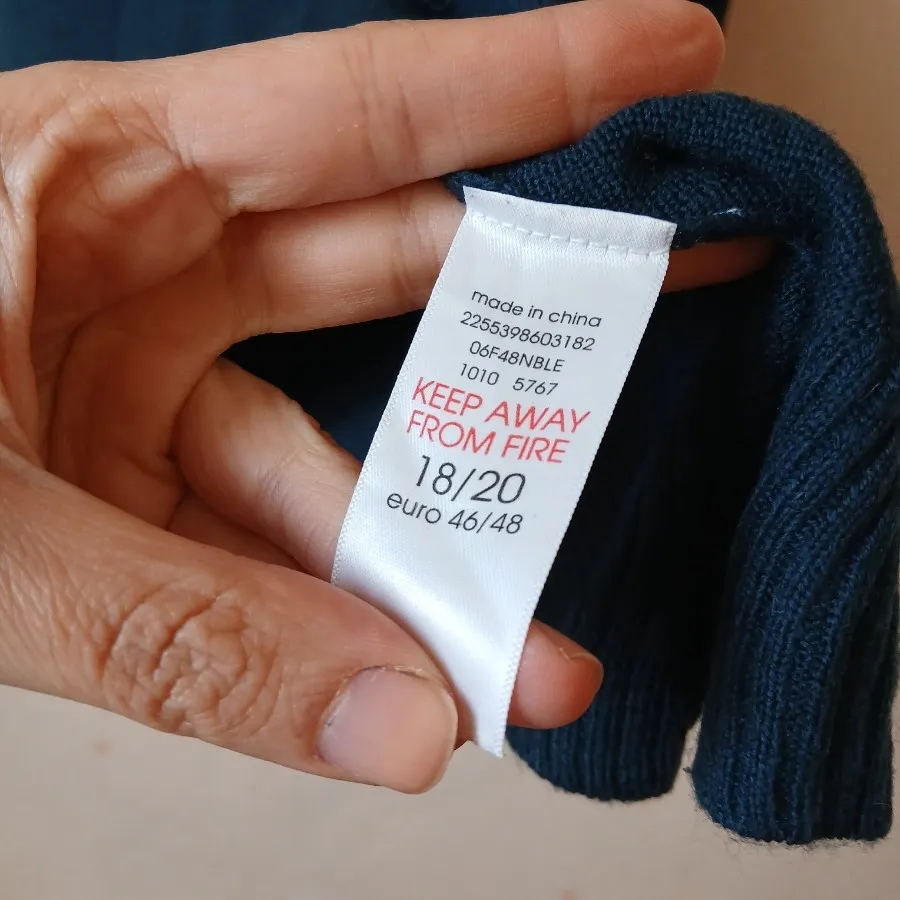 made in china
2255398603182
06F48NBLE
1010 5767
KEEP AWAY
FROM FIRE
18/20
euro 46/48